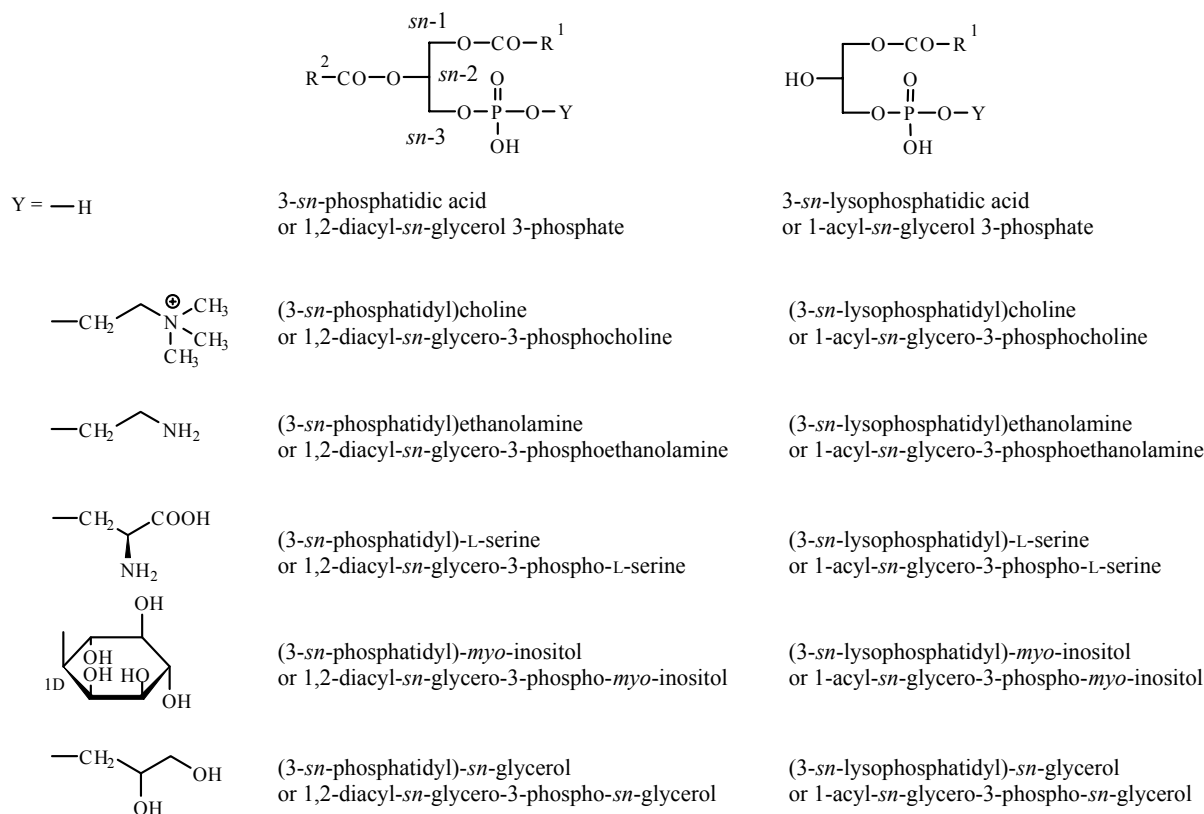 sn-1
O—CO—R¹
R²—CO—O
sn-2
O
O—P—O—Y
sn-3
OH
O—CO—R¹
HO
O
O—P—O—Y
OH
Y = —H
3-sn-phosphatidic acid
or 1,2-diacyl-sn-glycerol 3-phosphate
3-sn-lysophosphatidic acid
or 1-acyl-sn-glycerol 3-phosphate
—CH₂
⊕
N
CH₃
CH₃
CH₃
(3-sn-phosphatidyl)choline
or 1,2-diacyl-sn-glycero-3-phosphocholine
(3-sn-lysophosphatidyl)choline
or 1-acyl-sn-glycero-3-phosphocholine
—CH₂
NH₂
(3-sn-phosphatidyl)ethanolamine
or 1,2-diacyl-sn-glycero-3-phosphoethanolamine
(3-sn-lysophosphatidyl)ethanolamine
or 1-acyl-sn-glycero-3-phosphoethanolamine
—CH₂
COOH
NH₂
(3-sn-phosphatidyl)-L-serine
or 1,2-diacyl-sn-glycero-3-phospho-L-serine
(3-sn-lysophosphatidyl)-L-serine
or 1-acyl-sn-glycero-3-phospho-L-serine
OH
OH
OH
HO
1D
OH
(3-sn-phosphatidyl)-myo-inositol
or 1,2-diacyl-sn-glycero-3-phospho-myo-inositol
(3-sn-lysophosphatidyl)-myo-inositol
or 1-acyl-sn-glycero-3-phospho-myo-inositol
—CH₂
OH
OH
(3-sn-phosphatidyl)-sn-glycerol
or 1,2-diacyl-sn-glycero-3-phospho-sn-glycerol
(3-sn-lysophosphatidyl)-sn-glycerol
or 1-acyl-sn-glycero-3-phospho-sn-glycerol